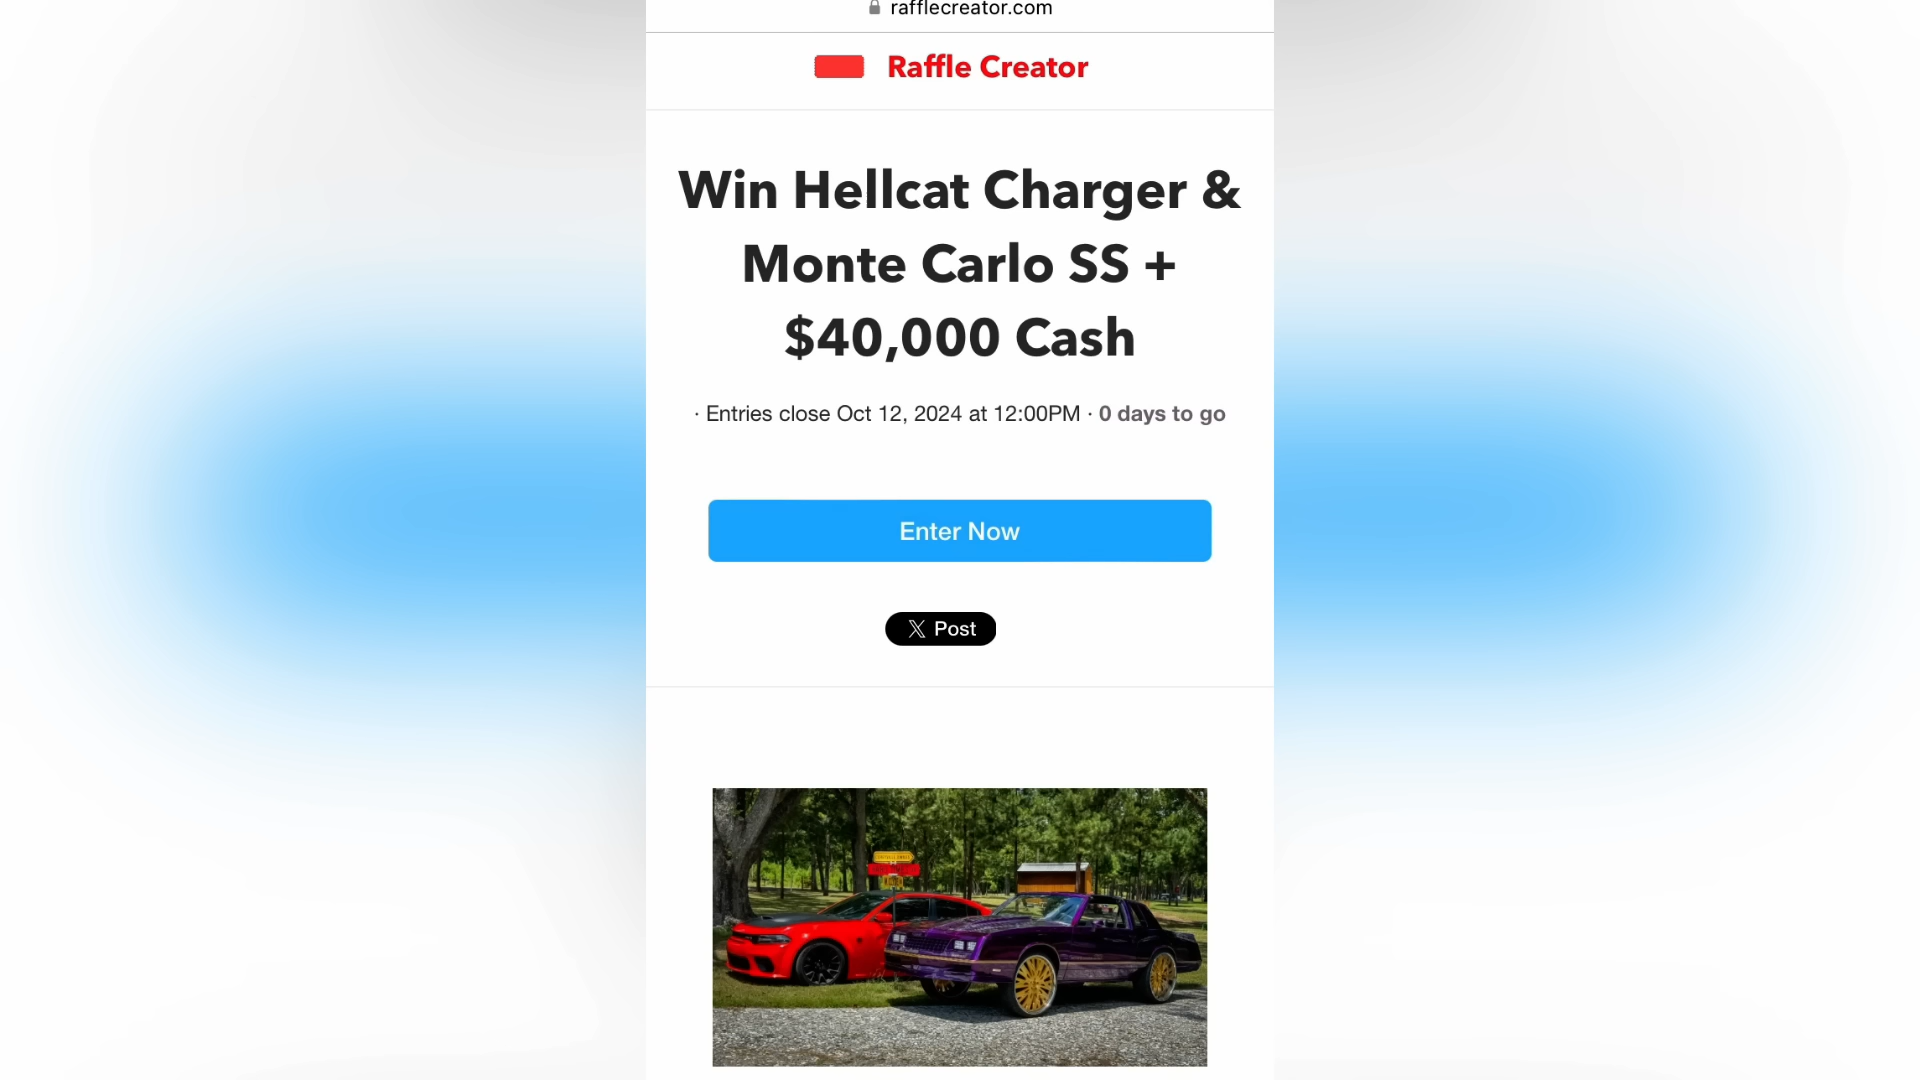 rafflecreator.com
Raffle Creator
Win Hellcat Charger &
Monte Carlo SS +
$40,000 Cash
· Entries close Oct 12, 2024 at 12:00PM · 0 days to go
Enter Now
X Post